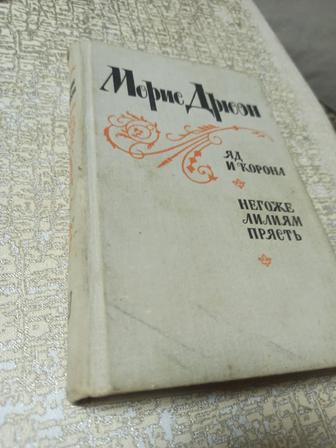 Морис Дрюон
ЯД
И КОРОНА
НЕГОЖЕ
ЛИЛИЯМ
ПРЯСТЬ